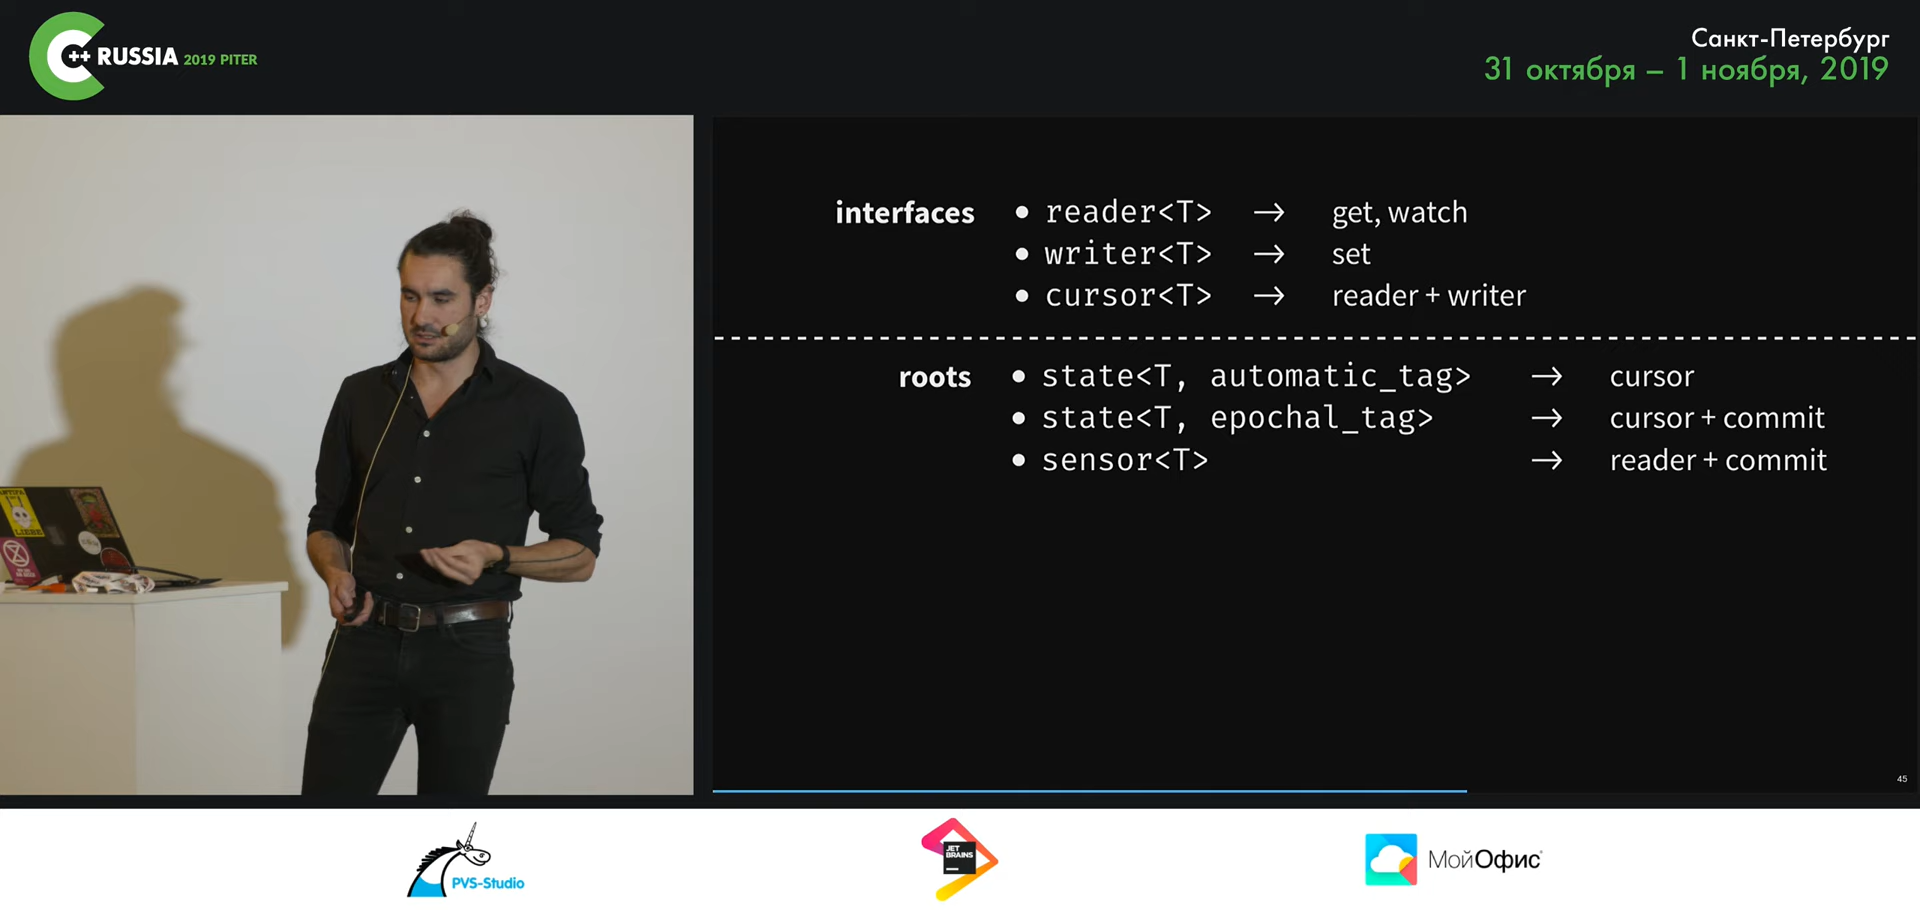 C++ RUSSIA 2019 PITER
Санкт-Петербург
31 октября – 1 ноября, 2019
interfaces • reader<T> → get, watch
• writer<T> → set
• cursor<T> → reader + writer
roots • state<T, automatic_tag> → cursor
• state<T, epochal_tag> → cursor + commit
• sensor<T> → reader + commit
45
LIEBE
PVS-Studio
JET
BRAINS
МойОфис